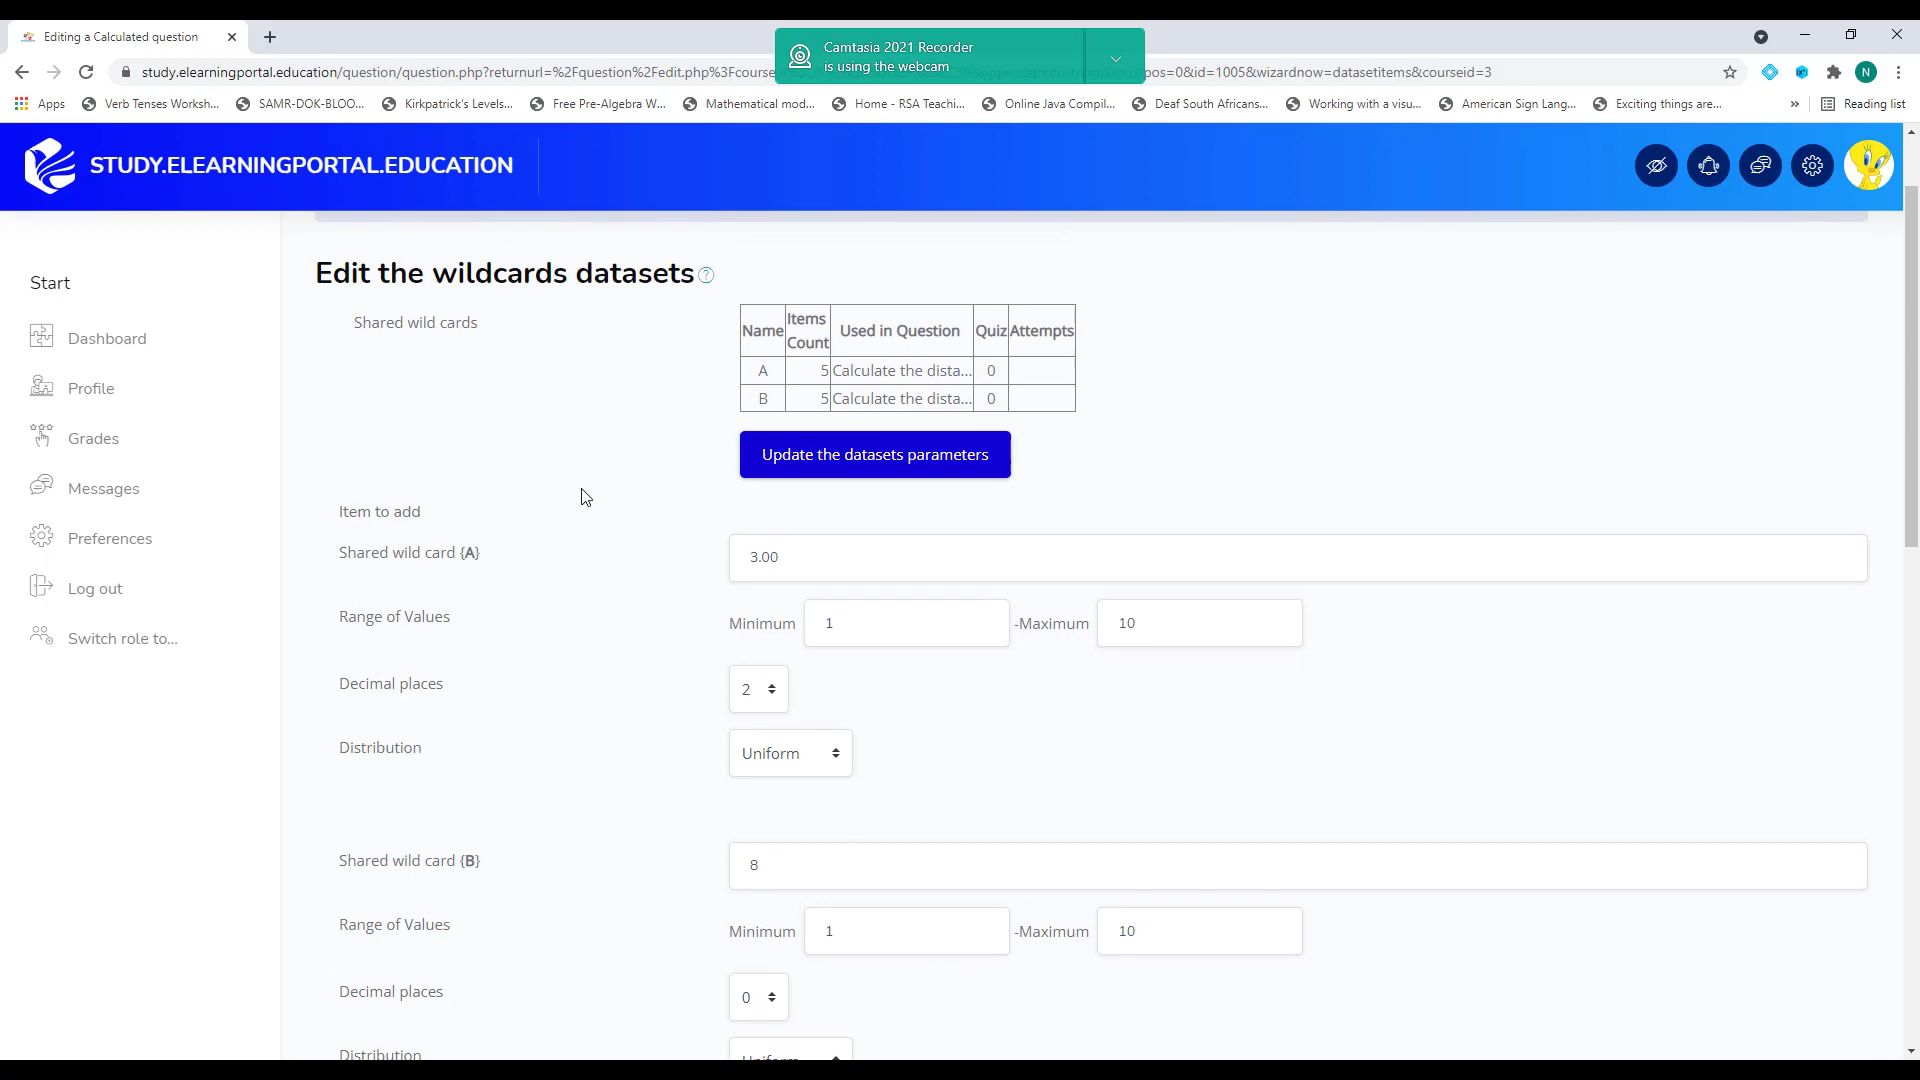 Editing a Calculated question
Camtasia 2021 Recorder
is using the webcam
study.elearningportal.education/question/question.php?returnurl=%2Fquestion%2Fedit.php%3Fcourse
pos=0&id=1005&wizardnow=datasetitems&courseid=3
N
Apps
Verb Tenses Worksh...
SAMR-DOK-BLOO...
Kirkpatrick's Levels...
Free Pre-Algebra W...
Mathematical mod...
Home - RSA Teachi...
Online Java Compil...
Deaf South Africans...
Working with a visu...
American Sign Lang...
Exciting things are...
»
Reading list
STUDY.ELEARNINGPORTAL.EDUCATION
Start
Dashboard
Profile
Grades
Messages
Preferences
Log out
Switch role to...
Edit the wildcards datasets
Shared wild cards
Name Items Count Used in Question Quiz Attempts
A 5 Calculate the dista... 0
B 5 Calculate the dista... 0
Update the datasets parameters
Item to add
Shared wild card {A} 3.00
Range of Values Minimum 1 -Maximum 10
Decimal places 2
Distribution Uniform
Shared wild card {B} 8
Range of Values Minimum 1 -Maximum 10
Decimal places 0
Distribution Uniform